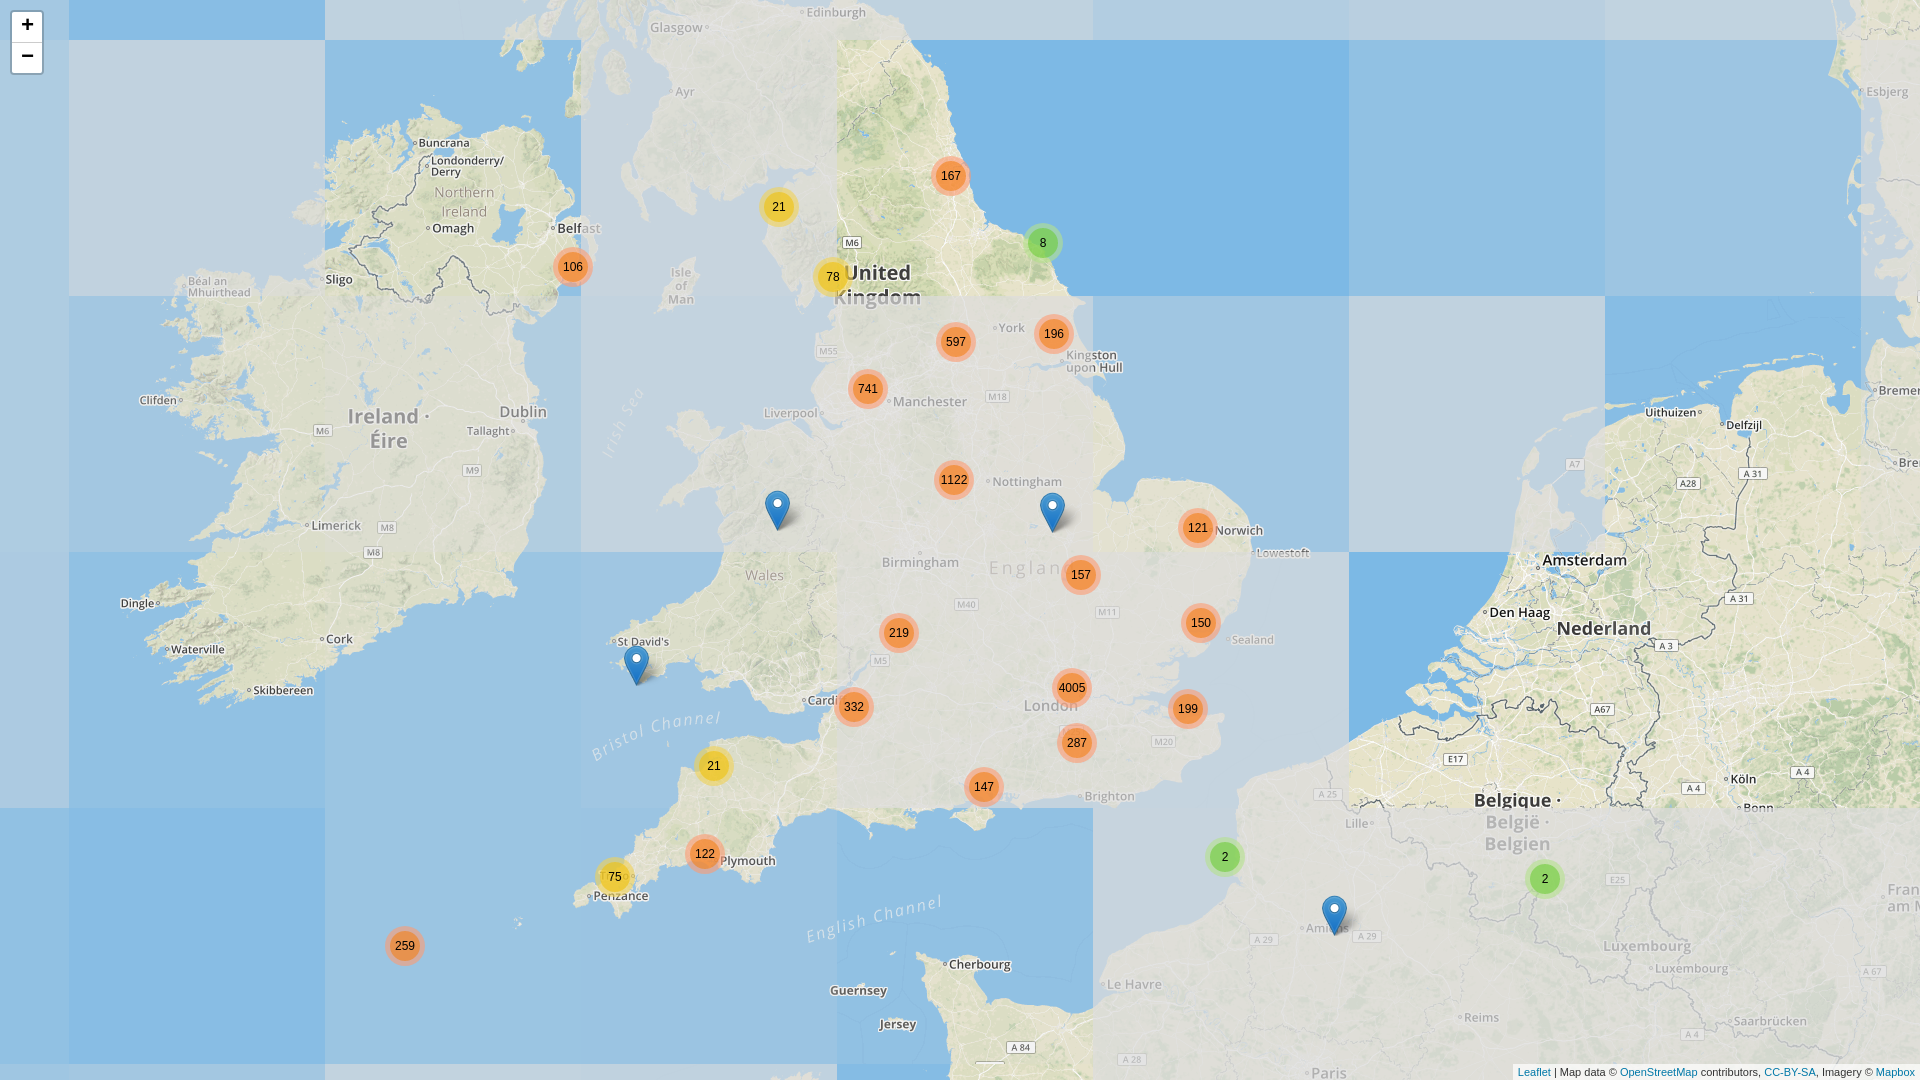 +
−
Glasgow
Edinburgh
Ayr
Esbjerg
Buncrana
Londonderry/
Derry
Northern
Ireland
Omagh
Belfast
167
21
8
M6
106
78
United
Kingdom
Sligo
Béal an
Mhuirthead
Isle
of
Man
York
196
597
M55
Kingston
upon Hull
741
Manchester
M18
Liverpool
Clifden
Ireland ·
Éire
Dublin
Tallaght
M6
M9
Irish Sea
Uithuizen
Delfzijl
A7
A 31
A28
1122
Nottingham
Limerick
M8
M8
121
Norwich
Lowestoft
Birmingham
Wales
157
M40
M11
150
Sealand
219
M5
Dingle
Cork
Waterville
Skibbereen
St David's
Amsterdam
Den Haag
Nederland
A 31
A 3
4005
London
199
332
287
M20
Bristol Channel
A67
E17
21
147
Brighton
A 25
Lille
Köln
A 4
A 4
Bonn
Belgique ·
België ·
Belgien
122
Plymouth
75
Penzance
2
2
E25
259
English Channel
Amiens
A 29
A 29
Luxembourg
Luxembourg
A 67
Cherbourg
Guernsey
Jersey
Le Havre
Reims
Saarbrücken
A 84
A 28
A 4
Paris
Leaflet | Map data © OpenStreetMap contributors, CC-BY-SA, Imagery © Mapbox